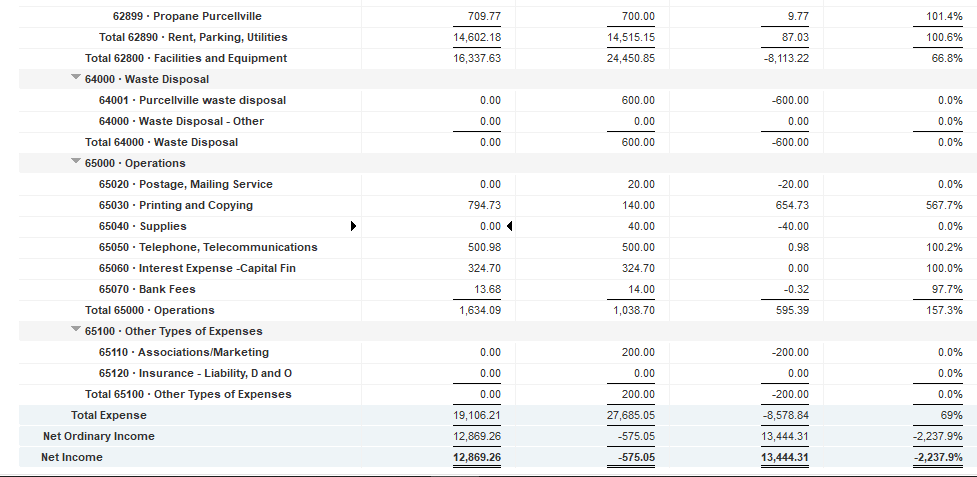 62899 · Propane Purcellville 709.77 700.00 9.77 101.4%
Total 62890 · Rent, Parking, Utilities 14,602.18 14,515.15 87.03 100.6%
Total 62800 · Facilities and Equipment 16,337.63 24,450.85 -8,113.22 66.8%
64000 · Waste Disposal
64001 · Purcellville waste disposal 0.00 600.00 -600.00 0.0%
64000 · Waste Disposal - Other 0.00 0.00 0.00 0.0%
Total 64000 · Waste Disposal 0.00 600.00 -600.00 0.0%
65000 · Operations
65020 · Postage, Mailing Service 0.00 20.00 -20.00 0.0%
65030 · Printing and Copying 794.73 140.00 654.73 567.7%
65040 · Supplies 0.00 40.00 -40.00 0.0%
65050 · Telephone, Telecommunications 500.98 500.00 0.98 100.2%
65060 · Interest Expense -Capital Fin 324.70 324.70 0.00 100.0%
65070 · Bank Fees 13.68 14.00 -0.32 97.7%
Total 65000 · Operations 1,634.09 1,038.70 595.39 157.3%
65100 · Other Types of Expenses
65110 · Associations/Marketing 0.00 200.00 -200.00 0.0%
65120 · Insurance - Liability, D and O 0.00 0.00 0.00 0.0%
Total 65100 · Other Types of Expenses 0.00 200.00 -200.00 0.0%
Total Expense 19,106.21 27,685.05 -8,578.84 69%
Net Ordinary Income 12,869.26 -575.05 13,444.31 -2,237.9%
Net Income 12,869.26 -575.05 13,444.31 -2,237.9%